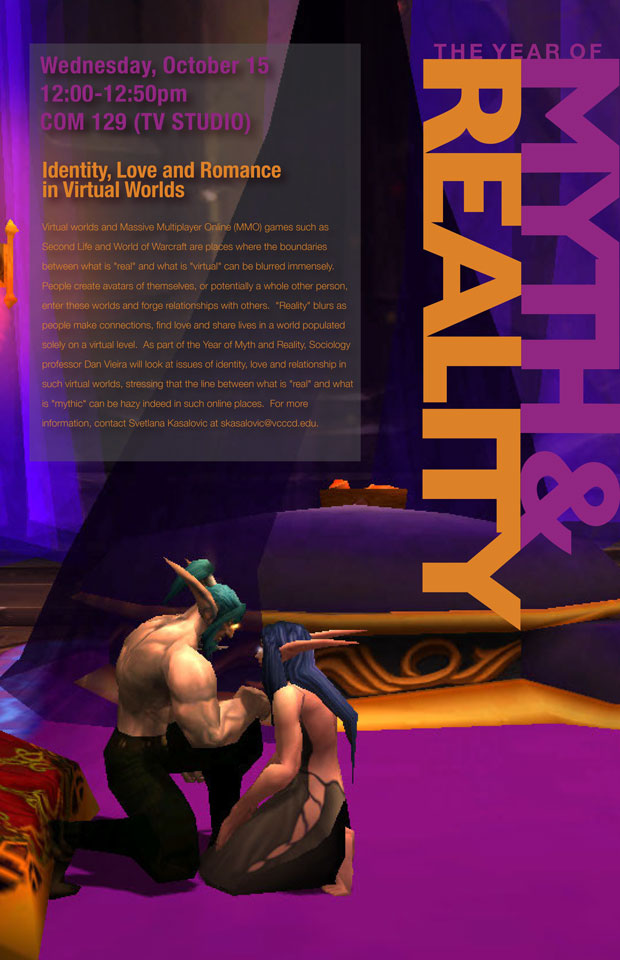 Wednesday, October 15
12:00-12:50pm
COM 129 (TV STUDIO)
Identity, Love and Romance
in Virtual Worlds
Virtual worlds and Massive Multiplayer Online (MMO) games such as
Second Life and World of Warcraft are places where the boundaries
between what is "real" and what is "virtual" can be blurred immensely.
People create avatars of themselves, or potentially a whole other person,
enter these worlds and forge relationships with others. "Reality" blurs as
people make connections, find love and share lives in a world populated
solely on a virtual level. As part of the Year of Myth and Reality, Sociology
professor Dan Vieira will look at issues of identity, love and relationship in
such virtual worlds, stressing that the line between what is "real" and what
is "mythic" can be hazy indeed in such online places. For more
information, contact Svetlana Kasalovic at skasalovic@vcccd.edu.
THE YEAR OF
MYTH &
REALITY